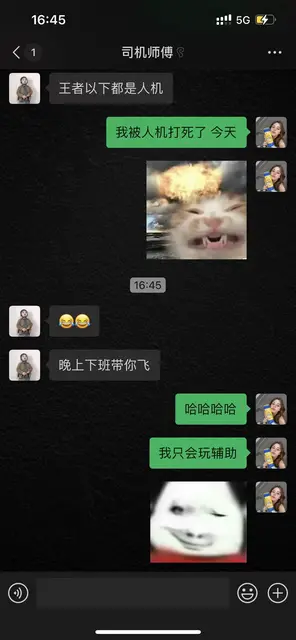 16:45
5G
1
司机师傅
王者以下都是人机
我被人机打死了 今天
16:45
😂😂
晚上下班带你飞
哈哈哈哈
我只会玩辅助